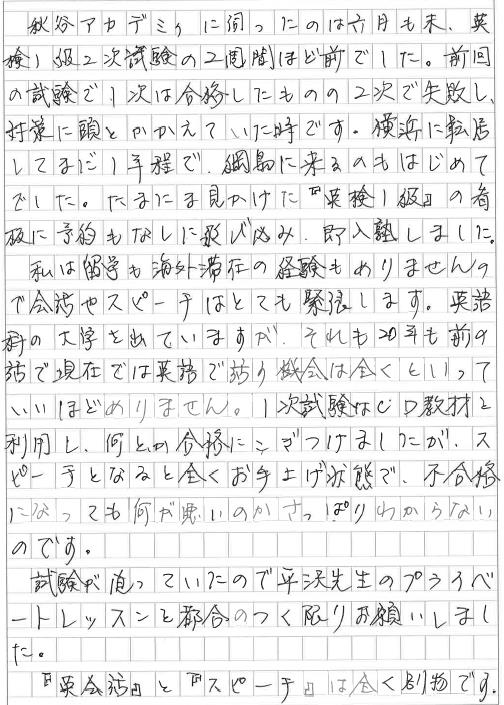 秋谷アカデミィに伺ったのは六月も末、英
検1級2次試験の2週間ほど前でした。前回
の試験で1次は合格したものの2次で失敗し、
対策に頭をかかえていた時です。横浜に転居
してまだ1年程で、綱島に来るのもはじめて
でした。たまたま見かけた『英検1級』の看
板に予約もなしに飛び込み、即入塾しました。
私は留学も海外滞在の経験もありませんの
で会話やスピーチはとても緊張します。英語
科の大学を出ていますが、それも20年も前の
話で現在では英語で話す機会は全くといって
いいほどありません。1次試験はCD教材を
利用し、何とか合格にこぎつけましたが、ス
ピーチとなると全くお手上げ状態で、不合格
になっても何が悪いのかさっぱりわからない
のです。
試験が迫っていたので平沢先生のプライベ
ートレッスンを都合のつく限りお願いしまし
た。
『英会話』と『スピーチ』は全く別物です。